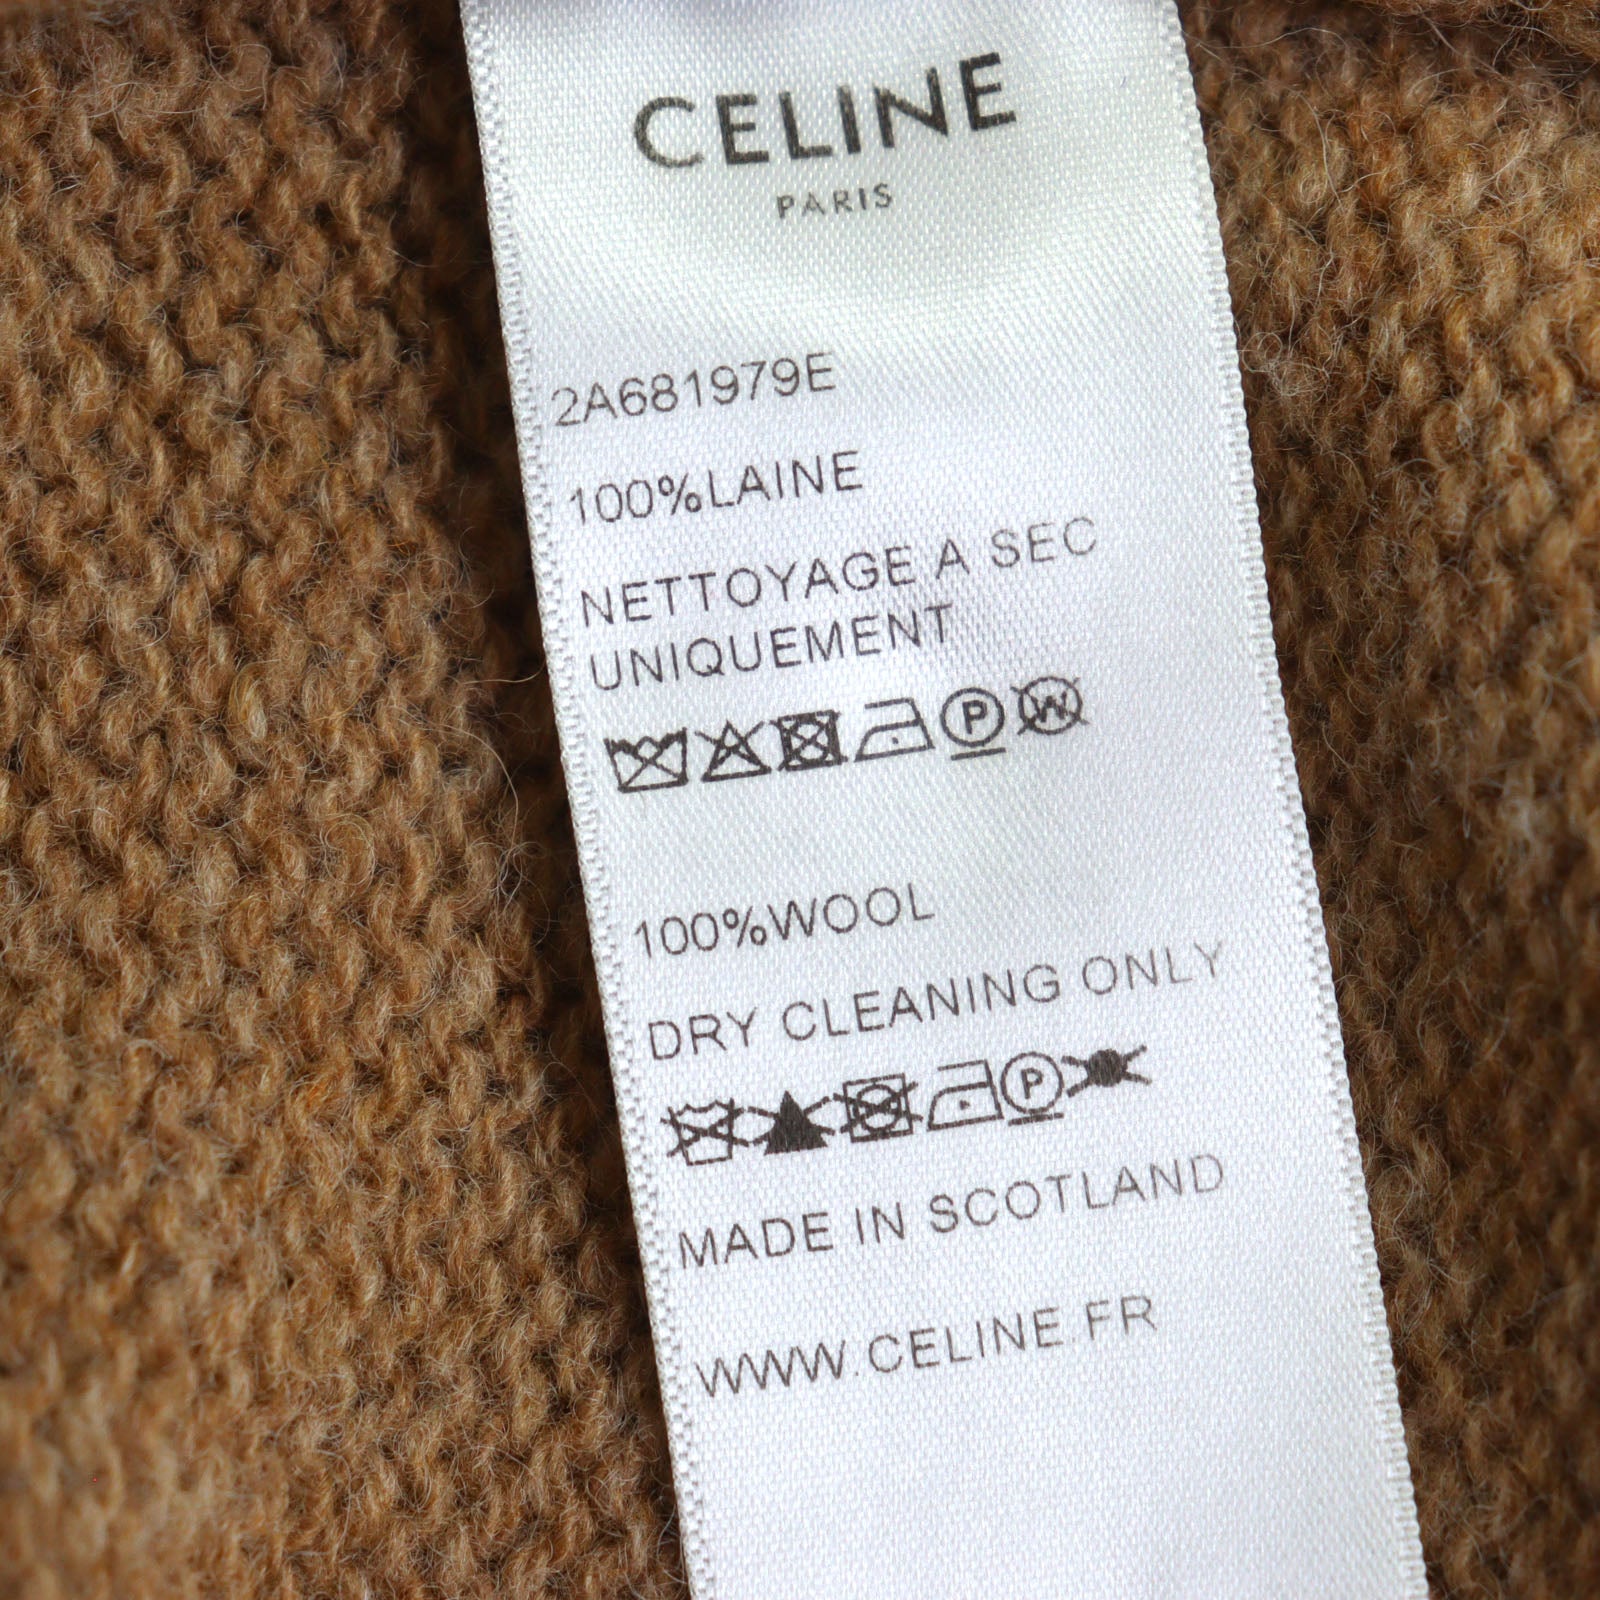 CELINE
PARIS
2A681979E
100%LAINE
NETTOYAGE A SEC
UNIQUEMENT
P W
100%WOOL
DRY CLEANING ONLY
P
MADE IN SCOTLAND
WWW.CELINE.FR